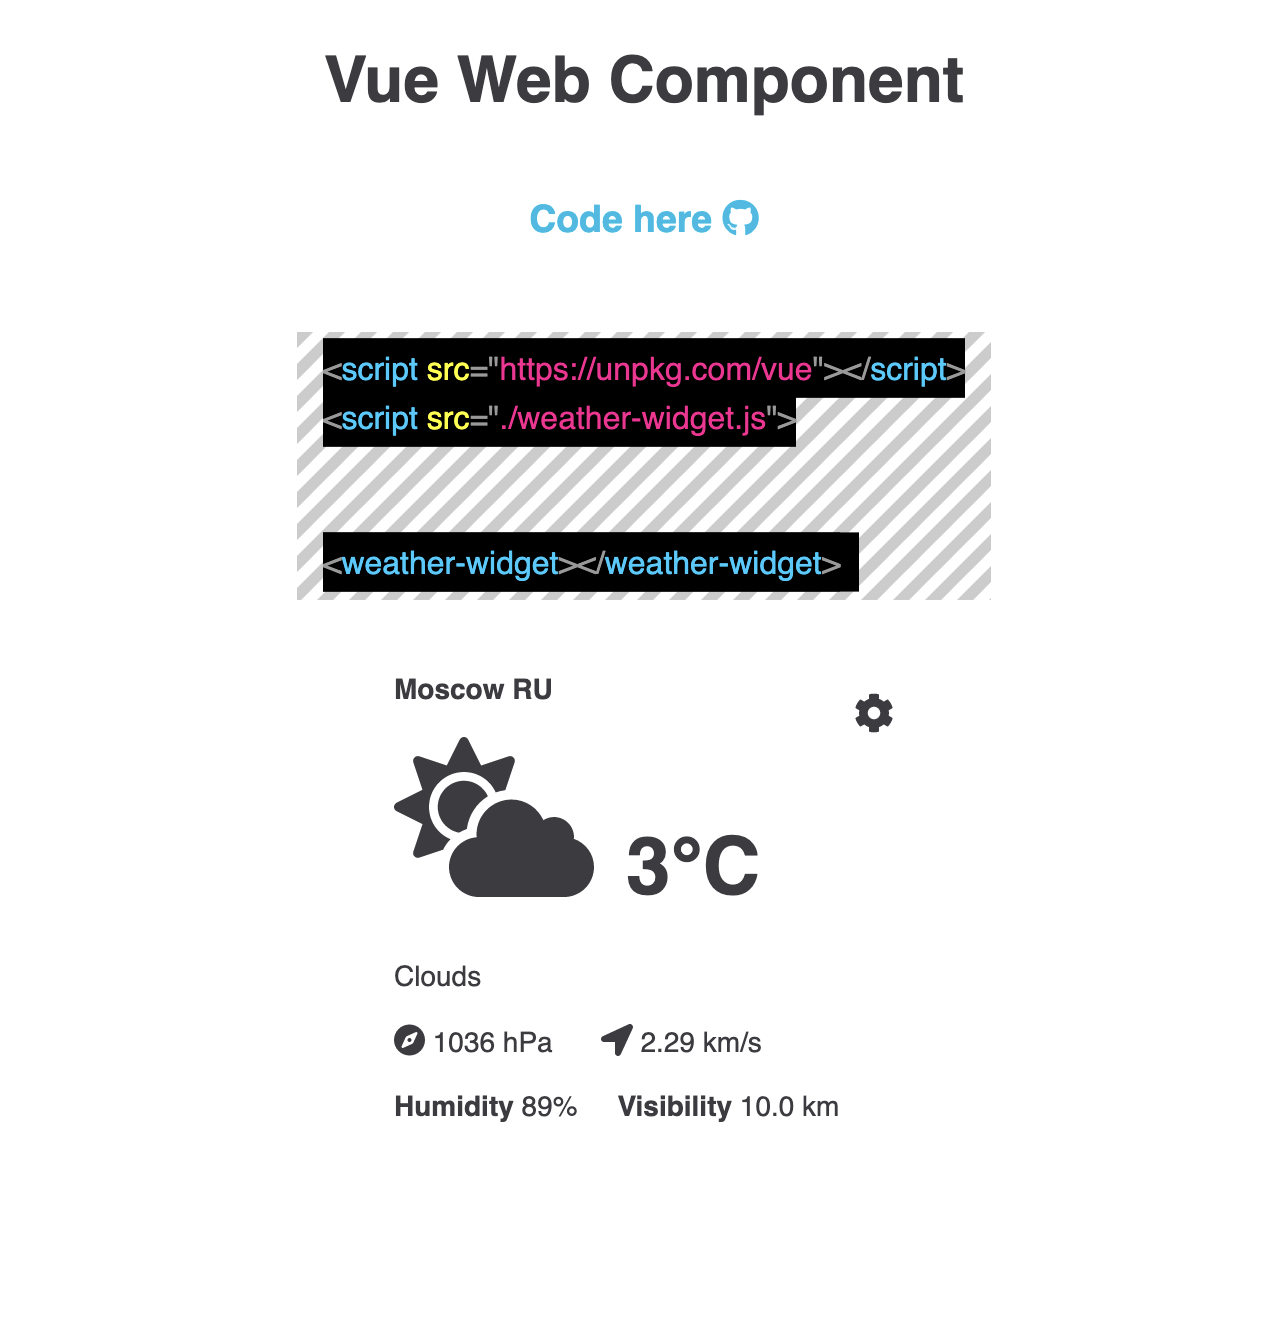 Vue Web Component
Code here
<script src="https://unpkg.com/vue"></script>
<script src="./weather-widget.js">
<weather-widget></weather-widget>
Moscow RU
3°C
Clouds
1036 hPa 2.29 km/s
Humidity 89% Visibility 10.0 km